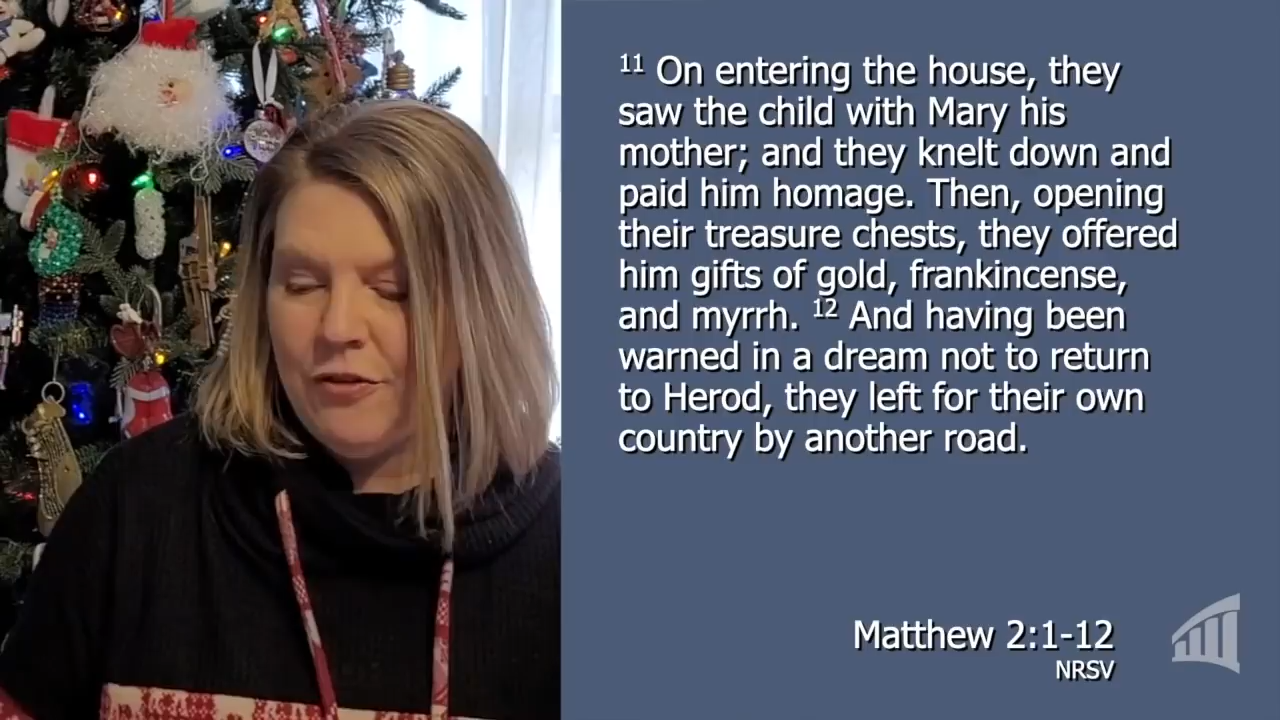 11 On entering the house, they
saw the child with Mary his
mother; and they knelt down and
paid him homage. Then, opening
their treasure chests, they offered
him gifts of gold, frankincense,
and myrrh. 12 And having been
warned in a dream not to return
to Herod, they left for their own
country by another road.
Matthew 2:1-12
NRSV